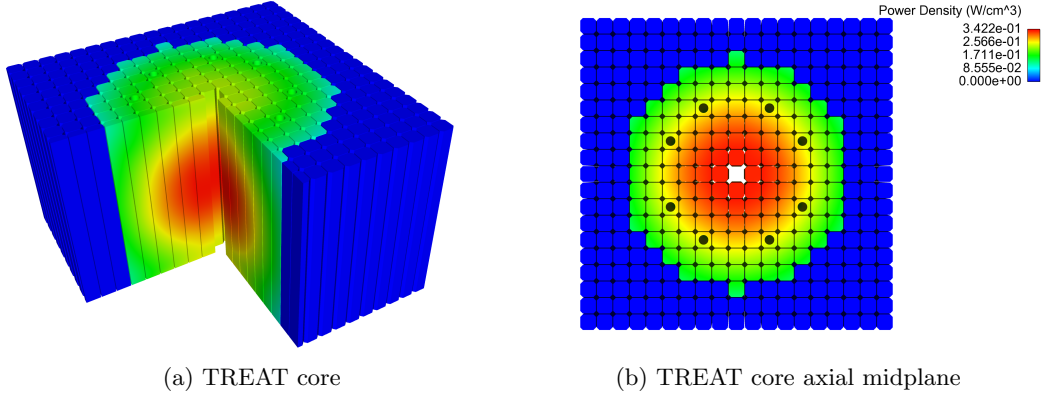 Power Density (W/cm^3)
3.422e-01
2.566e-01
1.711e-01
8.555e-02
0.000e+00
(a) TREAT core
(b) TREAT core axial midplane